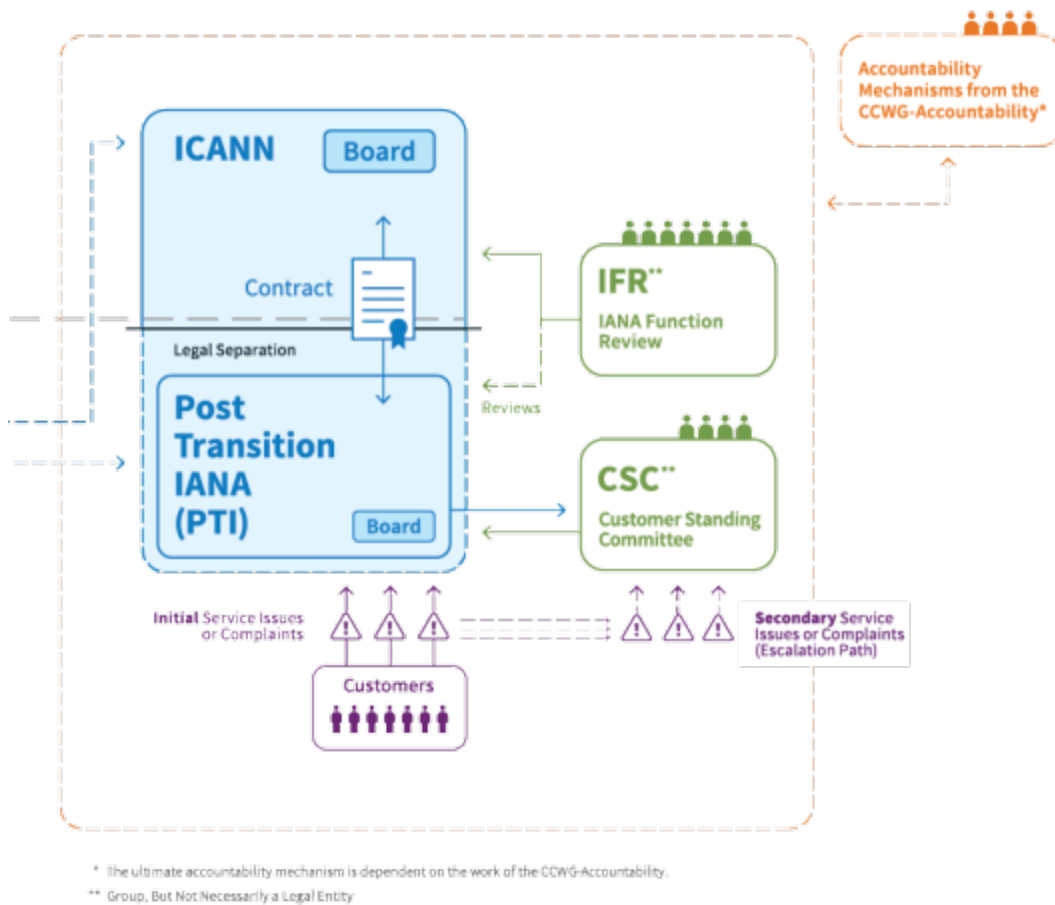 Accountability
Mechanisms from the
CCWG-Accountability*
ICANN
Board
Contract
Legal Separation
IFR**
IANA Function
Review
Reviews
Post
Transition
IANA
(PTI)
Board
CSC**
Customer Standing
Committee
Initial Service Issues
or Complaints
Secondary Service
Issues or Complaints
(Escalation Path)
Customers
* The ultimate accountability mechanism is dependent on the work of the CCWG-Accountability.
** Group, But Not Necessarily a Legal Entity